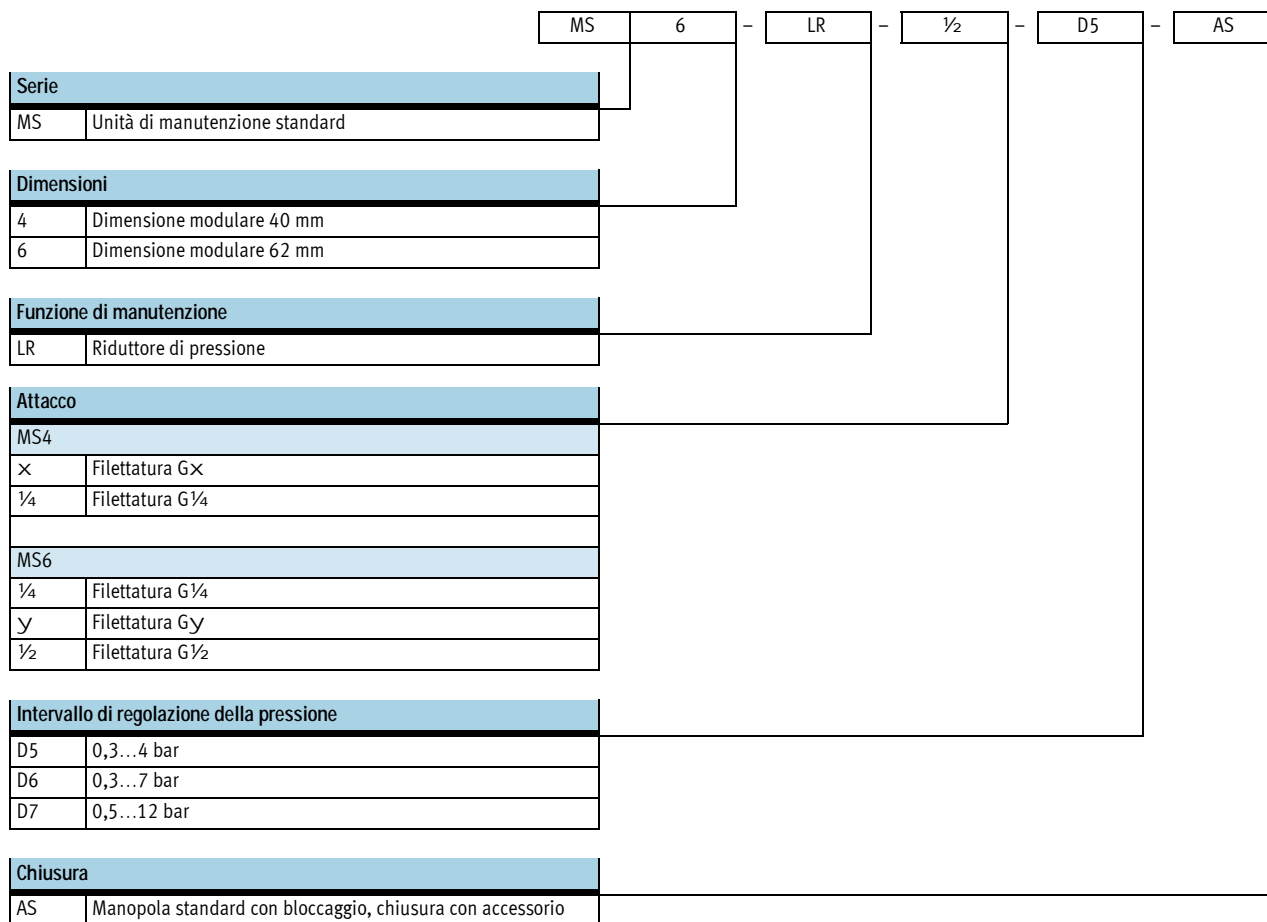 MS 6 – LR – ½ – D5 – AS
Serie
MS Unità di manutenzione standard
Dimensioni
4 Dimensione modulare 40 mm
6 Dimensione modulare 62 mm
Funzione di manutenzione
LR Riduttore di pressione
Attacco
MS4
x Filettatura Gx
¼ Filettatura G¼
MS6
¼ Filettatura G¼
y Filettatura Gy
½ Filettatura G½
Intervallo di regolazione della pressione
D5 0,3…4 bar
D6 0,3…7 bar
D7 0,5…12 bar
Chiusura
AS Manopola standard con bloccaggio, chiusura con accessorio